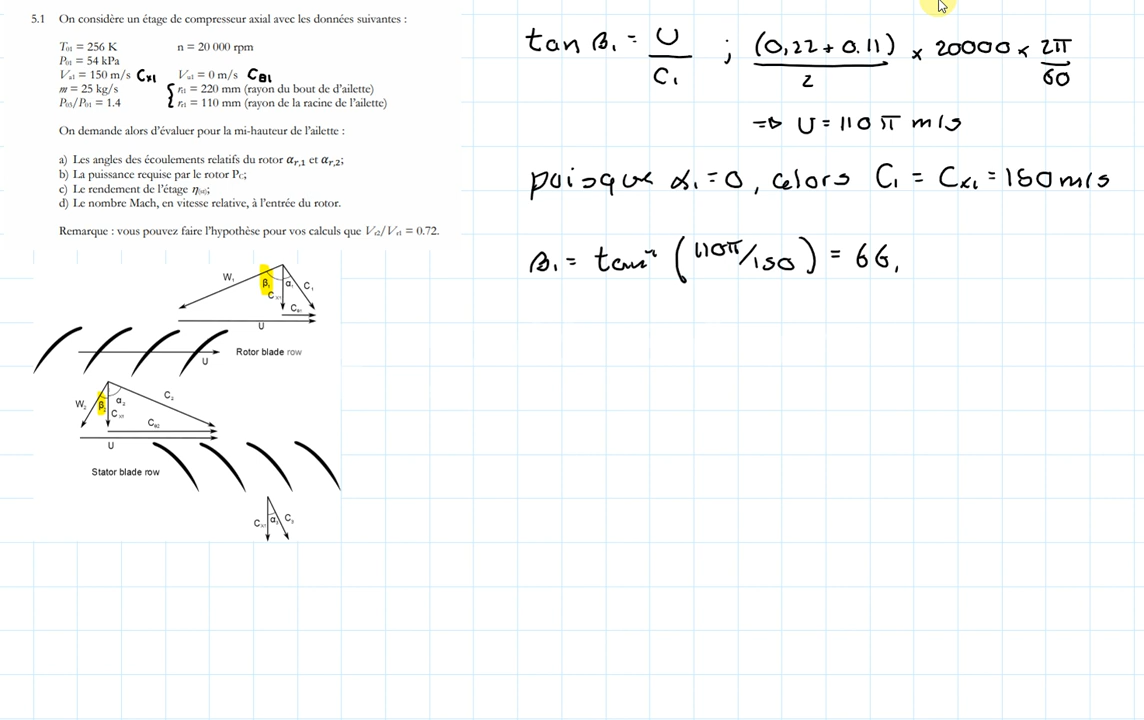 5.1 On considère un étage de compresseur axial avec les données suivantes :
T₀₁ = 256 K n = 20 000 rpm
P₀₁ = 54 kPa
Vₐ₁ = 150 m/s Cx1 Vᵤ₁ = 0 m/s Cθ1
m = 25 kg/s rₜ₁ = 220 mm (rayon du bout de d'ailette)
P₀₃/P₀₁ = 1.4 rᵣ₁ = 110 mm (rayon de la racine de l'ailette)
On demande alors d'évaluer pour la mi-hauteur de l'ailette :
a) Les angles des écoulements relatifs du rotor αr,1 et αr,2;
b) La puissance requise par le rotor Pc;
c) Le rendement de l'étage ηₛₜₑ;
d) Le nombre Mach, en vitesse relative, à l'entrée du rotor.
Remarque : vous pouvez faire l'hypothèse pour vos calculs que Vᵣ₂/Vᵣ₁ = 0.72.
W₁ β₁ α₁ C₁
Cx1
Cθ1
U
Rotor blade row
U
W₂ β₂ α₂ C₂
Cx2
Cθ2
U
Stator blade row
Cx3 α₃ C₃
tan β₁ = U / C₁ ; (0,22 + 0.11) / 2 × 20000 × 2π / 60
=> U = 110 π m/s
puisque α₁ = 0, alors C₁ = Cx1 = 150 m/s
β₁ = tan⁻¹ (110π/150) = 66,